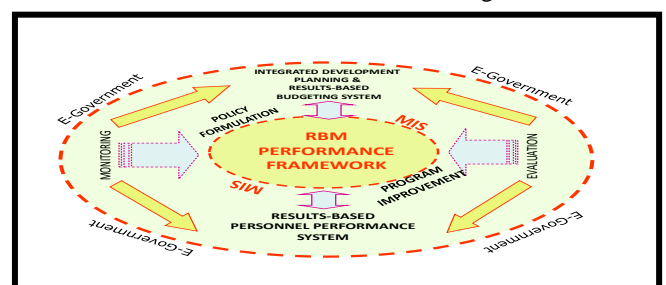 E-Government
E-Government
INTEGRATED DEVELOPMENT
PLANNING &
RESULTS-BASED
BUDGETING SYSTEM
POLICY
FORMULATION
MIS
MONITORING
RBM
PERFORMANCE
FRAMEWORK
EVALUATION
MIS
PROGRAM
IMPROVEMENT
RESULTS-BASED
PERSONNEL PERFORMANCE
SYSTEM
E-Government
E-Government